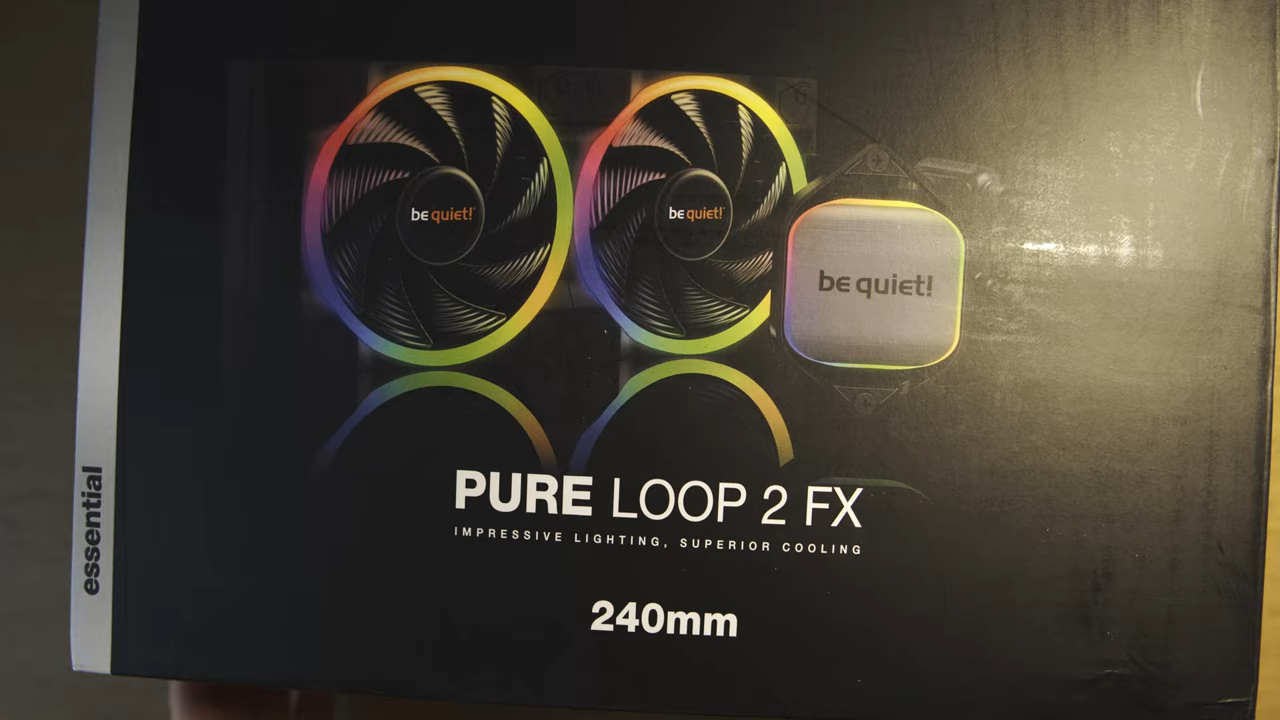 be quiet!
be quiet!
be quiet!
essential
PURE LOOP 2 FX
IMPRESSIVE LIGHTING, SUPERIOR COOLING
240mm